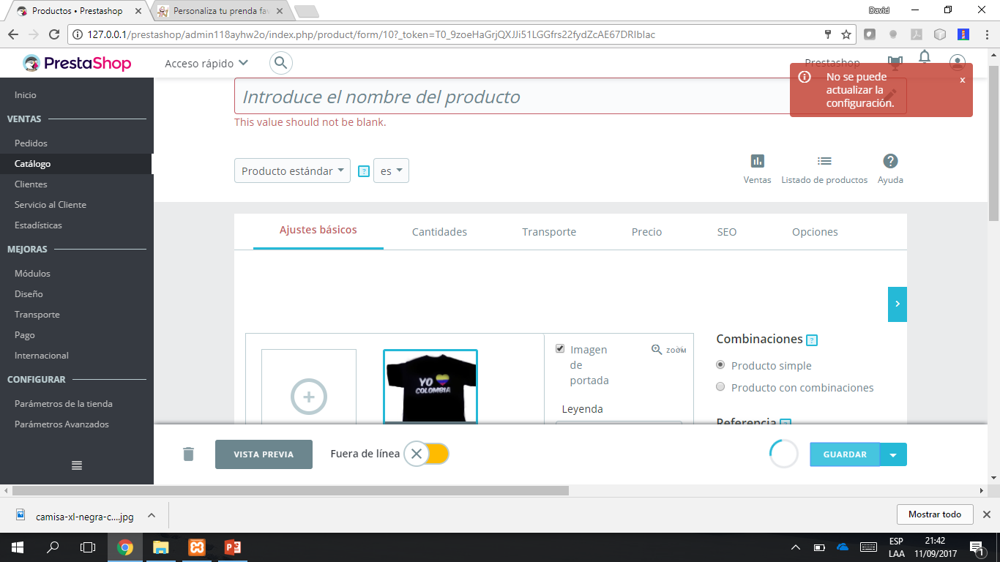 Productos • Prestashop
Personaliza tu prenda fav
David
127.0.0.1/prestashop/admin118ayhw2o/index.php/product/form/10?_token=T0_9zoeHaGrjQXJJi51LGGfrs22fydZcAE67DRIbIac
PrestaShop
Acceso rápido
Prestashop
No se puede
actualizar la
configuración.
x
Inicio
VENTAS
Pedidos
Catálogo
Clientes
Servicio al Cliente
Estadísticas
MEJORAS
Módulos
Diseño
Transporte
Pago
Internacional
CONFIGURAR
Parámetros de la tienda
Parámetros Avanzados
Introduce el nombre del producto
This value should not be blank.
Producto estándar
?
es
Ventas
Listado de productos
Ayuda
Ajustes básicos
Cantidades
Transporte
Precio
SEO
Opciones
YO
COLOMBIA
Imagen
de
portada
ZOOM
Leyenda
Combinaciones ?
Producto simple
Producto con combinaciones
Referencia ?
VISTA PREVIA
Fuera de línea
GUARDAR
camisa-xl-negra-c....jpg
Mostrar todo
ESP
LAA
21:42
11/09/2017
1